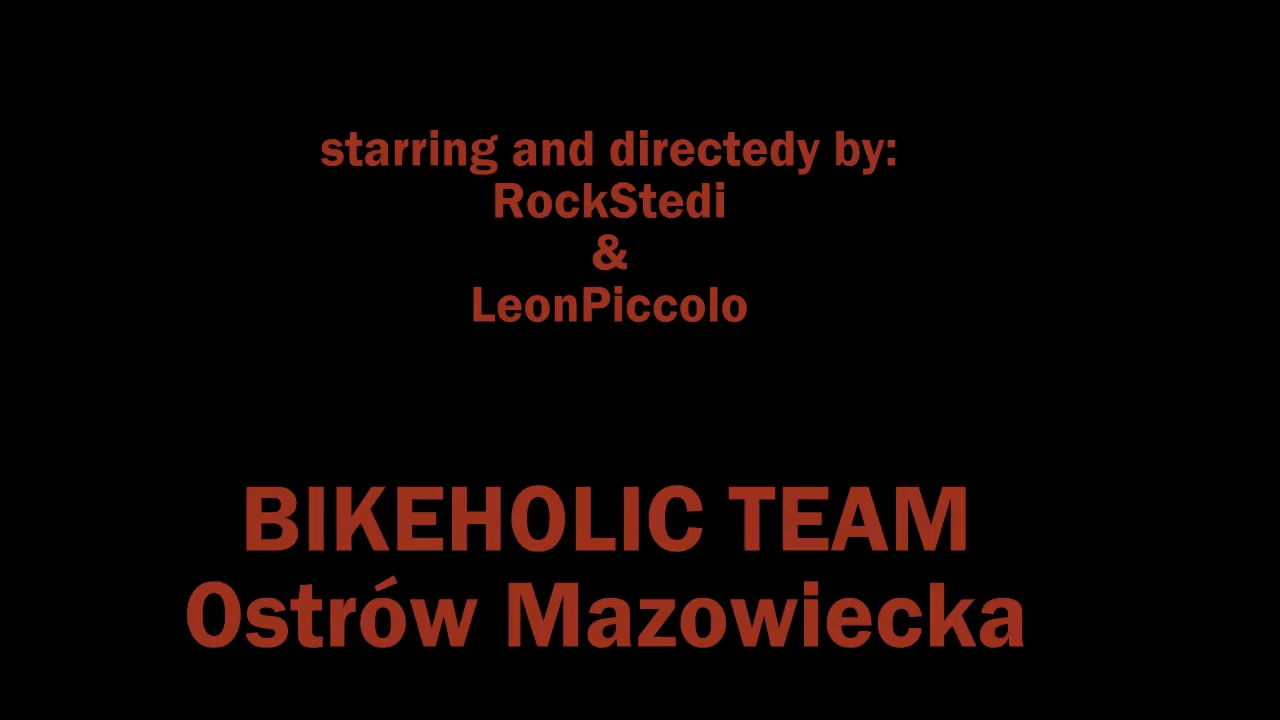 starring and directedy by:
RockStedi
&
LeonPiccolo
BIKEHOLIC TEAM
Ostrów Mazowiecka